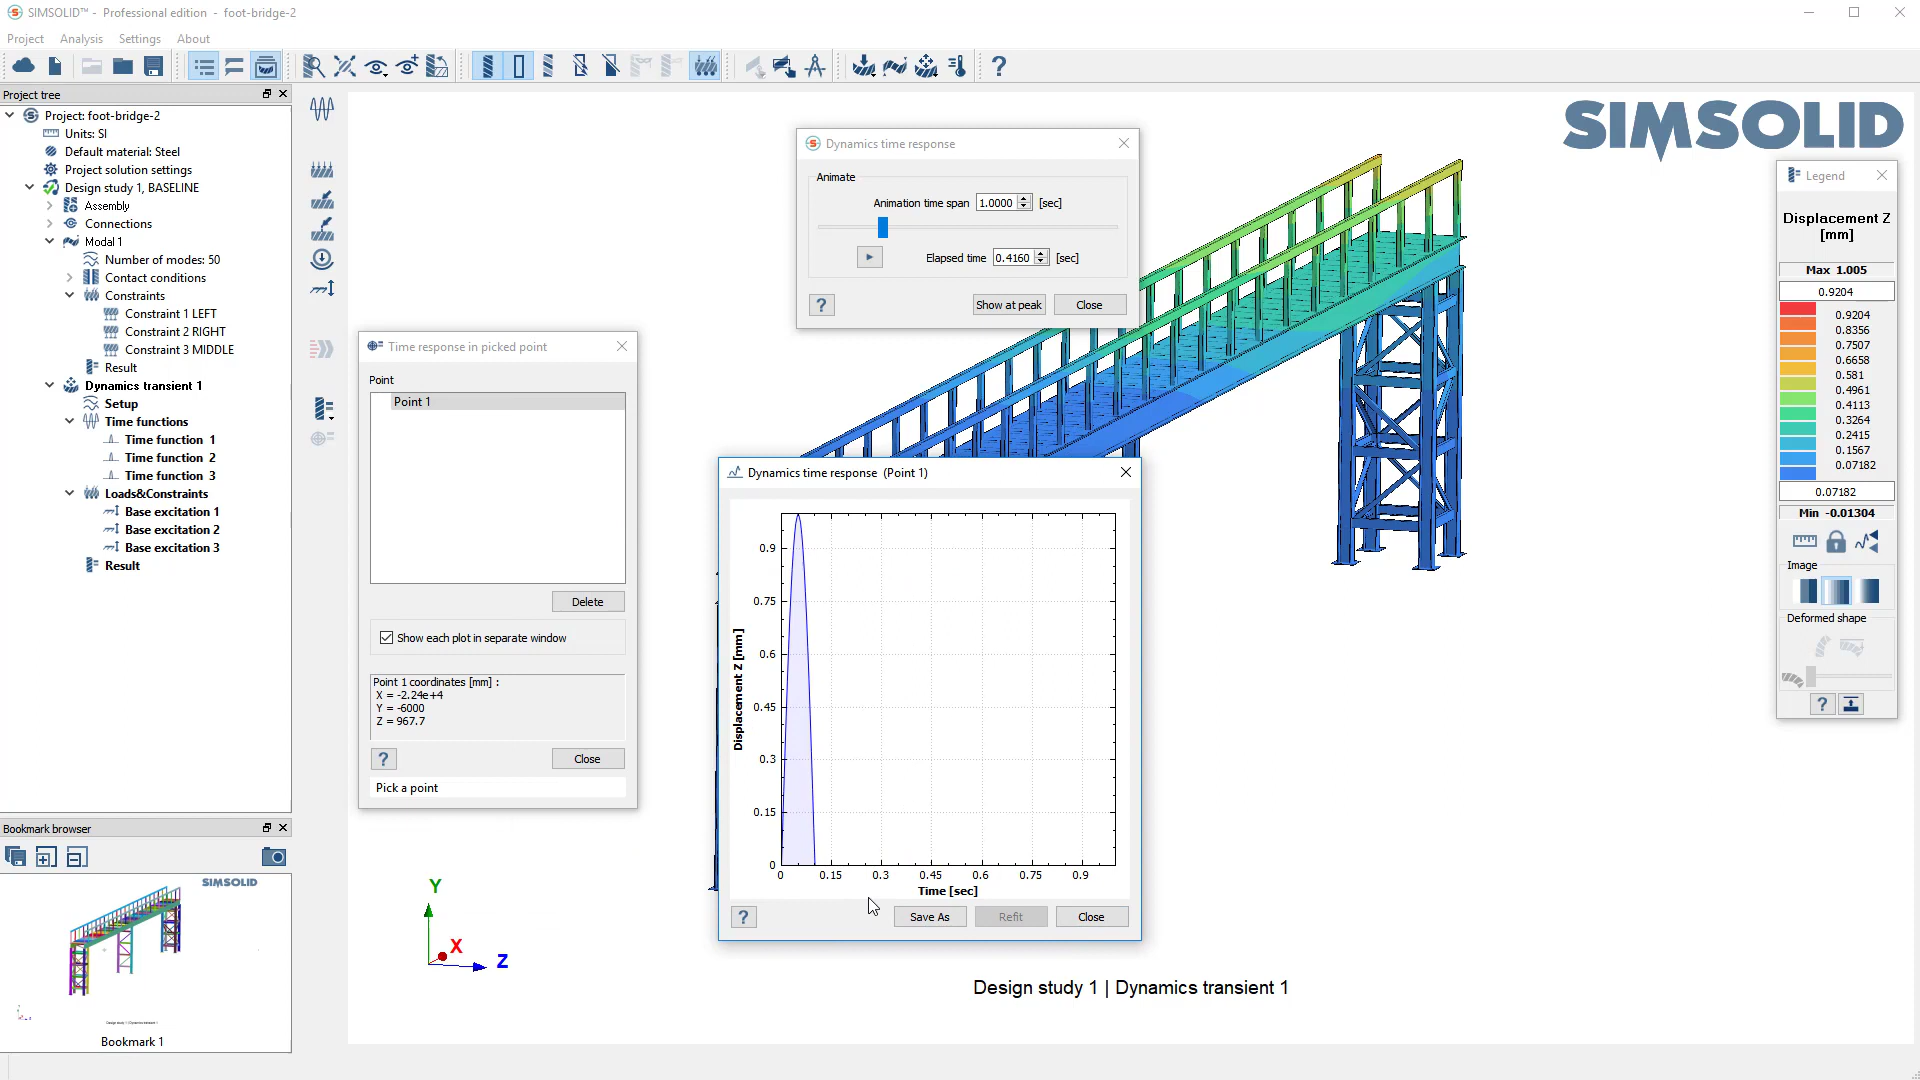 SIMSOLID™ - Professional edition - foot-bridge-2
Project Analysis Settings About
Project tree
Project: foot-bridge-2
Units: SI
Default material: Steel
Project solution settings
Design study 1, BASELINE
Assembly
Connections
Modal 1
Number of modes: 50
Contact conditions
Constraints
Constraint 1 LEFT
Constraint 2 RIGHT
Constraint 3 MIDDLE
Result
Dynamics transient 1
Setup
Time functions
Time function 1
Time function 2
Time function 3
Loads&Constraints
Base excitation 1
Base excitation 2
Base excitation 3
Result
Bookmark browser
SIMSOLID
Design study 1 | Dynamics transient 1
Bookmark 1
Time response in picked point
Point
Point 1
Delete
Show each plot in separate window
Point 1 coordinates [mm] :
X = -2.24e+4
Y = -6000
Z = 967.7
? Close
Pick a point
Y
X
Z
Dynamics time response
Animate
Animation time span 1.0000 [sec]
Elapsed time 0.4160 [sec]
? Show at peak Close
Dynamics time response (Point 1)
Displacement Z [mm]
0.9
0.75
0.6
0.45
0.3
0.15
0
0 0.15 0.3 0.45 0.6 0.75 0.9
Time [sec]
? Save As Refit Close
Design study 1 | Dynamics transient 1
SIMSOLID
Legend
Displacement Z
[mm]
Max 1.005
0.9204
0.9204
0.8356
0.7507
0.6658
0.581
0.4961
0.4113
0.3264
0.2415
0.1567
0.07182
0.07182
Min -0.01304
Image
Deformed shape
?